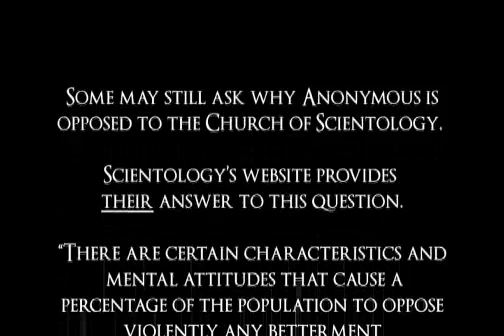 Some may still ask why Anonymous is
opposed to the Church of Scientology.
Scientology's website provides
their answer to this question.
"There are certain characteristics and
mental attitudes that cause a
percentage of the population to oppose
violently any betterment